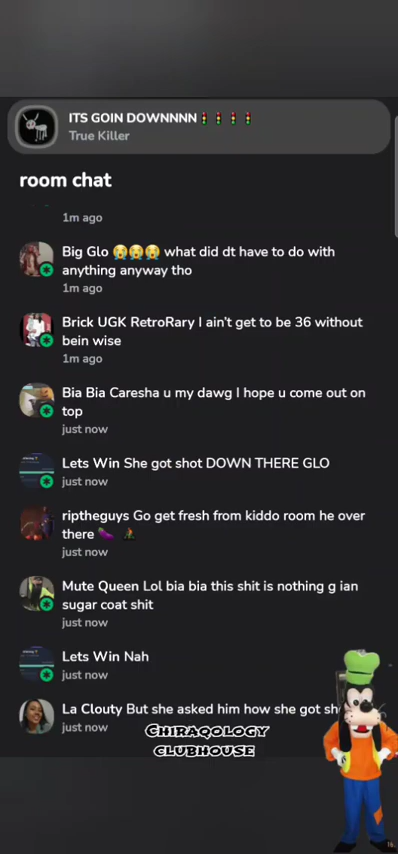 ITS GOIN DOWNNNN🚦🚦🚦🚦
True Killer
room chat
1m ago
Big Glo 😭😭😭 what did dt have to do with
anything anyway tho
1m ago
Brick UGK RetroRary I ain't get to be 36 without
bein wise
1m ago
Bia Bia Caresha u my dawg I hope u come out on
top
just now
Lets Win She got shot DOWN THERE GLO
just now
riptheguys Go get fresh from kiddo room he over
there 🍆
just now
Mute Queen Lol bia bia this shit is nothing g ian
sugar coat shit
just now
Lets Win Nah
just now
La Clouty But she asked him how she got
just now
CHIRAQOLOGY
CLUBHOUSE